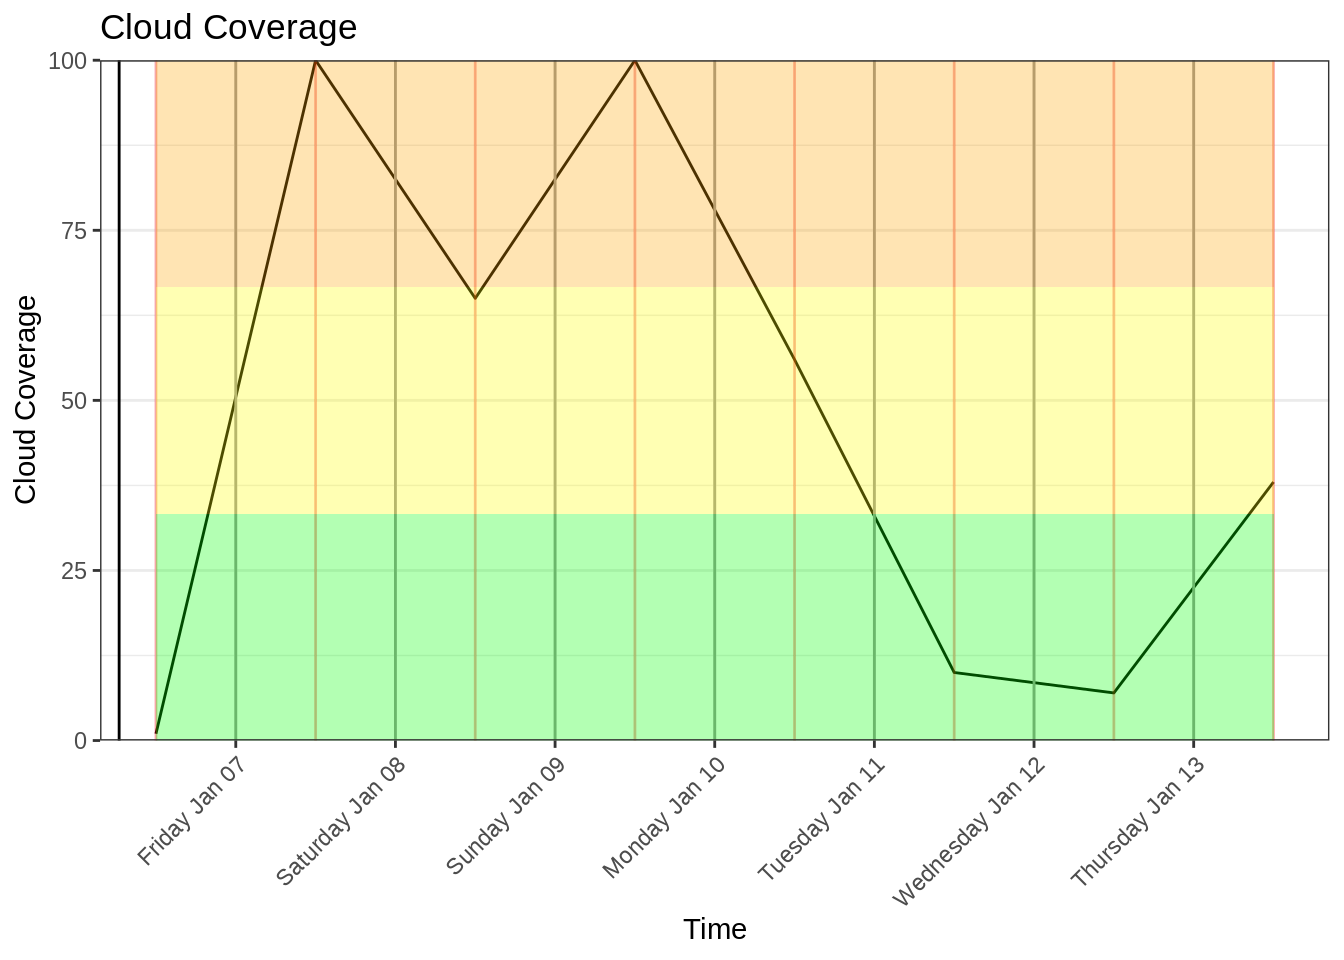 Cloud Coverage
100
75
50
25
0
Cloud Coverage
Friday Jan 07
Saturday Jan 08
Sunday Jan 09
Monday Jan 10
Tuesday Jan 11
Wednesday Jan 12
Thursday Jan 13
Time